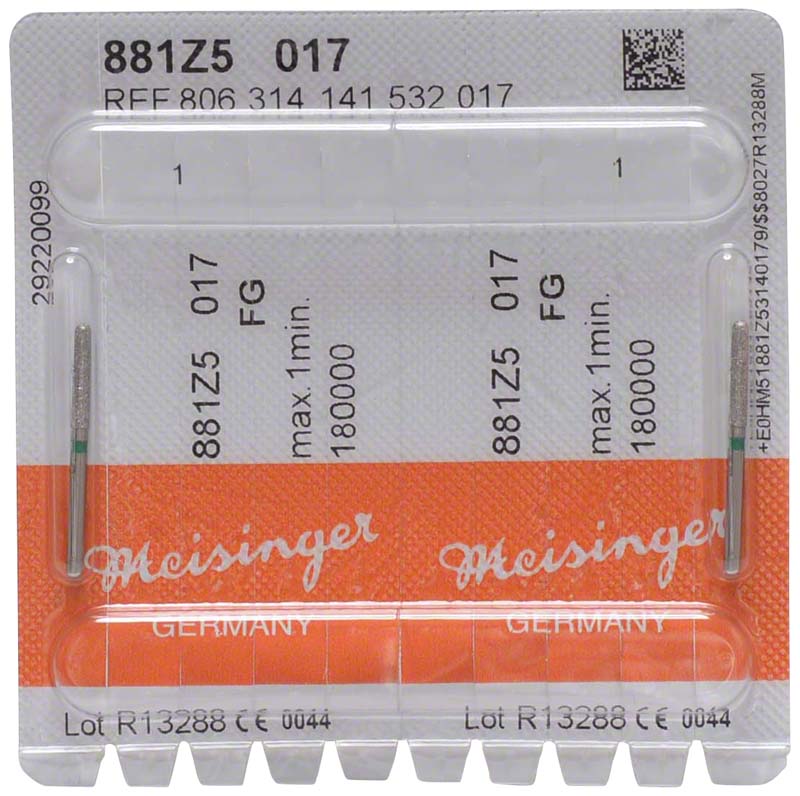 881Z5 017
REF 806 314 141 532 017
1
1
29220099
881Z5 017
FG
max. 1min.
180000
881Z5 017
FG
max. 1min.
180000
+E0HM51881Z53140179/$$8027R13288M
Meisinger
GERMANY
Meisinger
GERMANY
Lot R13288 CE 0044
Lot R13288 CE 0044